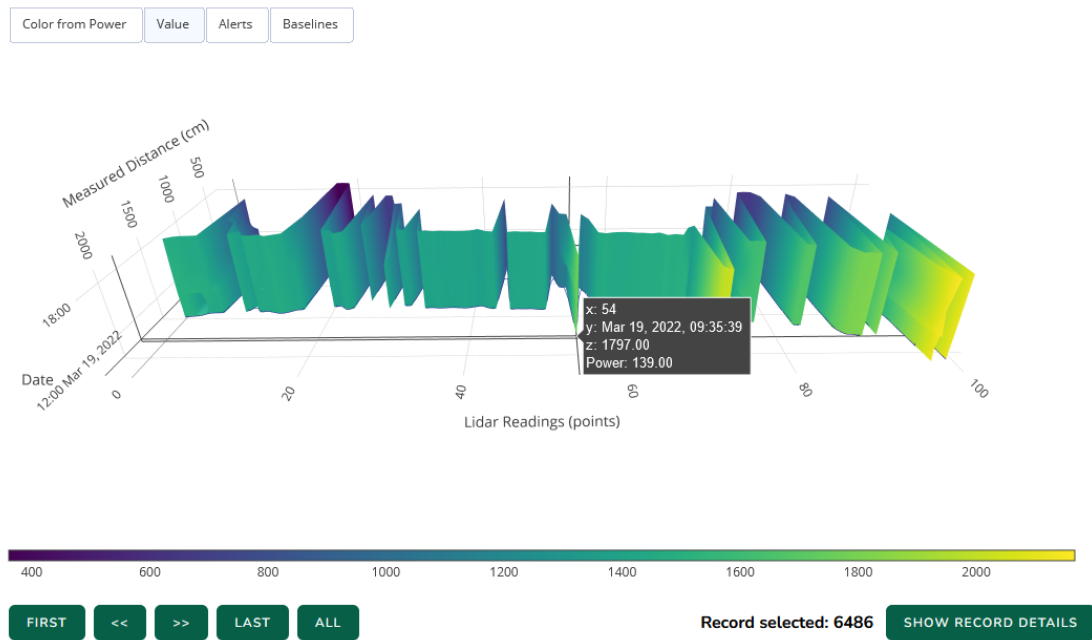 Color from Power
Value
Alerts
Baselines
Measured Distance (cm)
500
1000
1500
2000
18:00
12:00 Mar 19, 2022
Date
x: 54
y: Mar 19, 2022, 09:35:39
z: 1797.00
Power: 139.00
0
20
40
60
80
100
Lidar Readings (points)
400
600
800
1000
1200
1400
1600
1800
2000
FIRST
<<
>>
LAST
ALL
Record selected: 6486
SHOW RECORD DETAILS